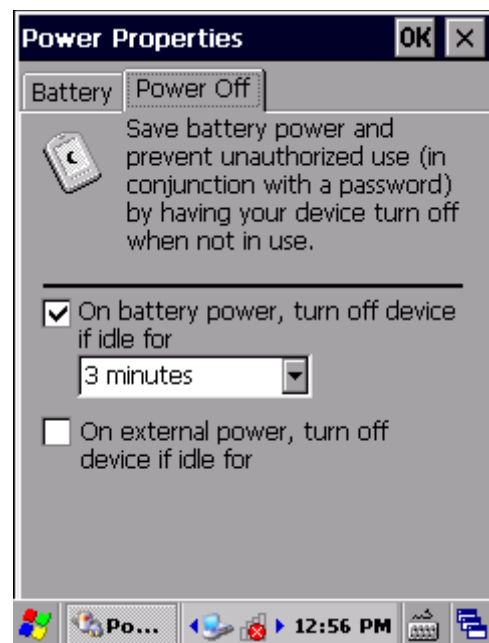 Power Properties OK ×
Battery Power Off
Save battery power and
prevent unauthorized use (in
conjunction with a password)
by having your device turn off
when not in use.
On battery power, turn off device
if idle for
3 minutes
On external power, turn off
device if idle for
Po... 12:56 PM